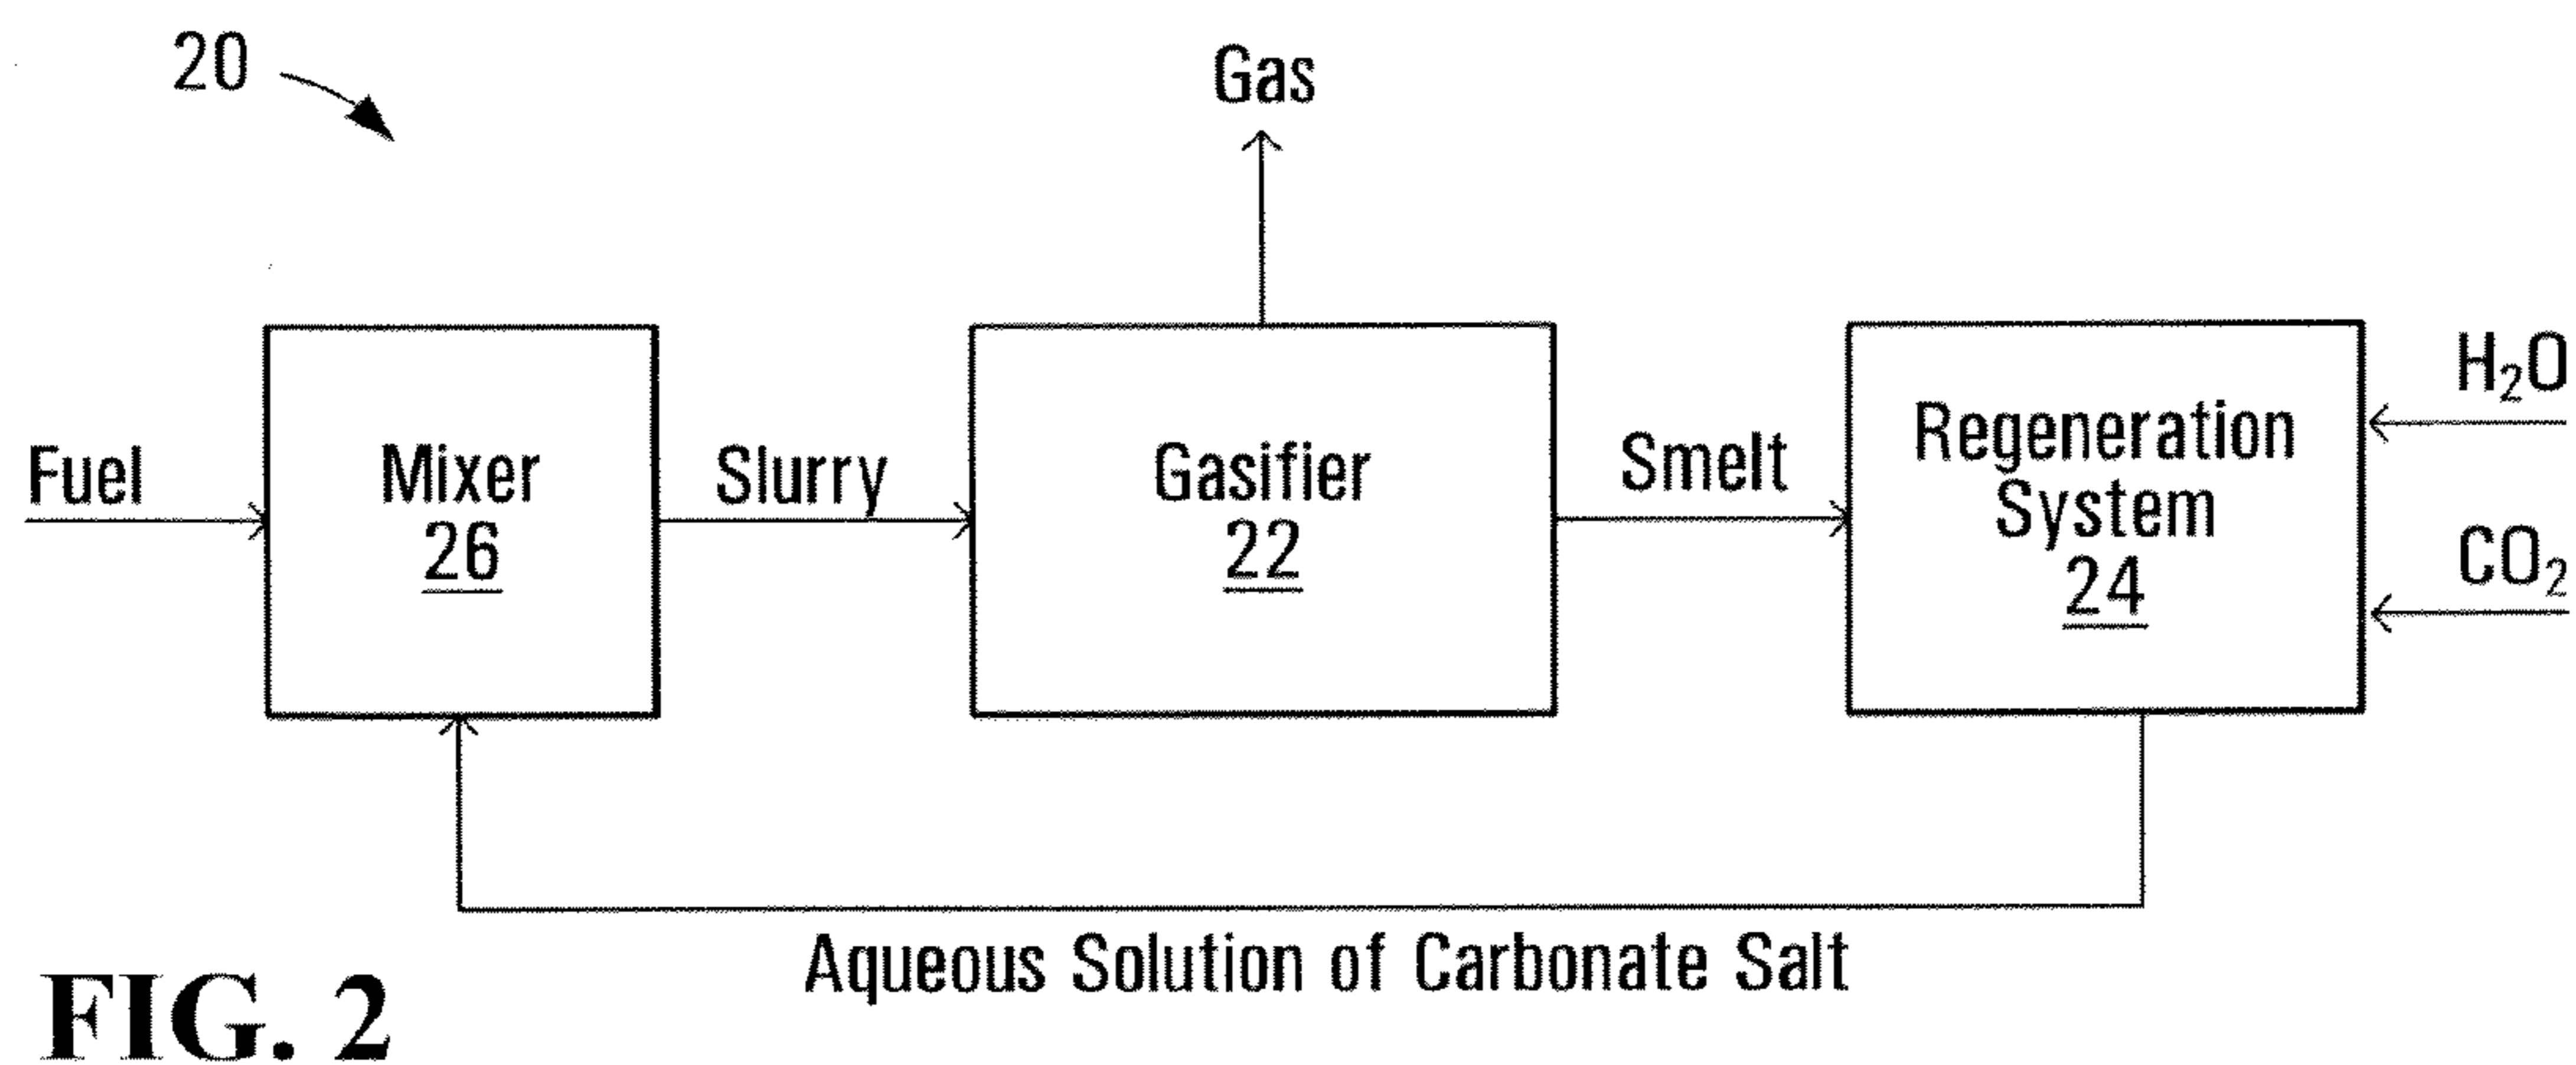 20
Gas
Fuel
Mixer
26
Slurry
Gasifier
22
Smelt
Regeneration
System
24
H₂O
CO₂
Aqueous Solution of Carbonate Salt
FIG. 2